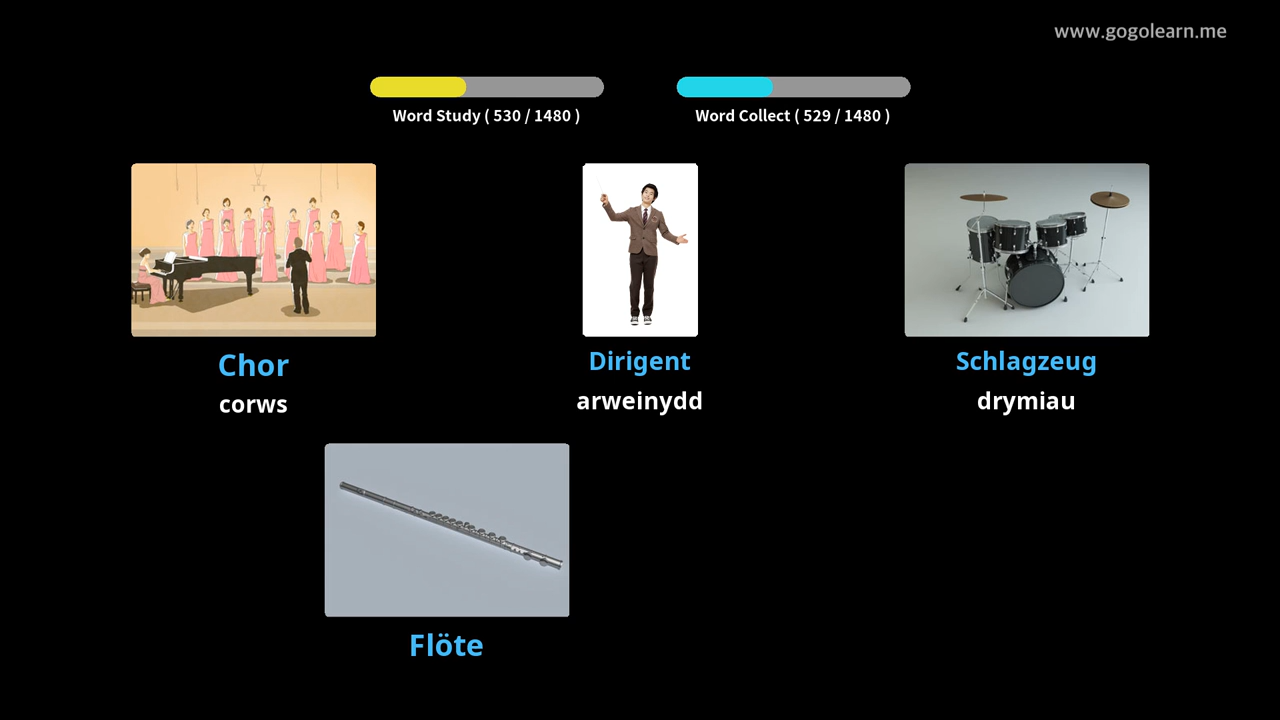 www.gogolearn.me
Word Study ( 530 / 1480 )
Word Collect ( 529 / 1480 )
Chor
corws
Dirigent
arweinydd
Schlagzeug
drymiau
Flöte